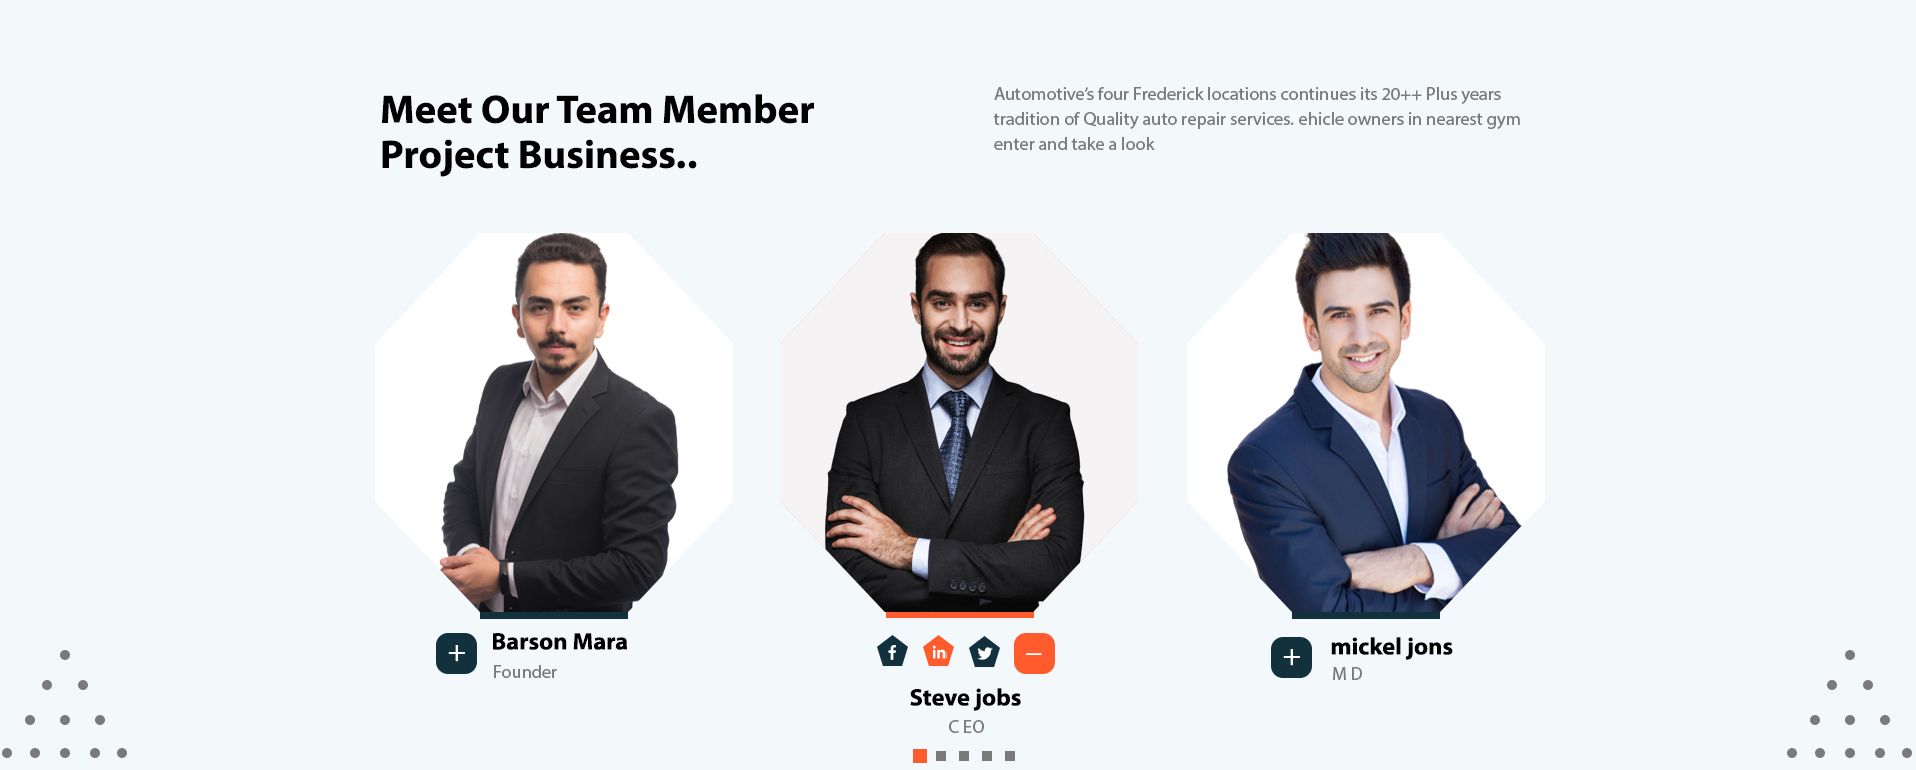 Meet Our Team Member
Project Business..
Automotive's four Frederick locations continues its 20++ Plus years
tradition of Quality auto repair services. ehicle owners in nearest gym
enter and take a look
Barson Mara
Founder
in
Steve jobs
CEO
mickel jons
M D